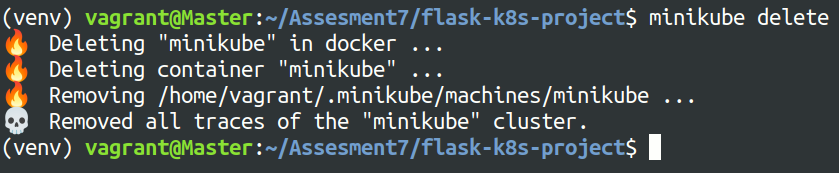 (venv) vagrant@Master:~/Assesment7/flask-k8s-project$ minikube delete
🔥 Deleting "minikube" in docker ...
🔥 Deleting container "minikube" ...
🔥 Removing /home/vagrant/.minikube/machines/minikube ...
💀 Removed all traces of the "minikube" cluster.
(venv) vagrant@Master:~/Assesment7/flask-k8s-project$